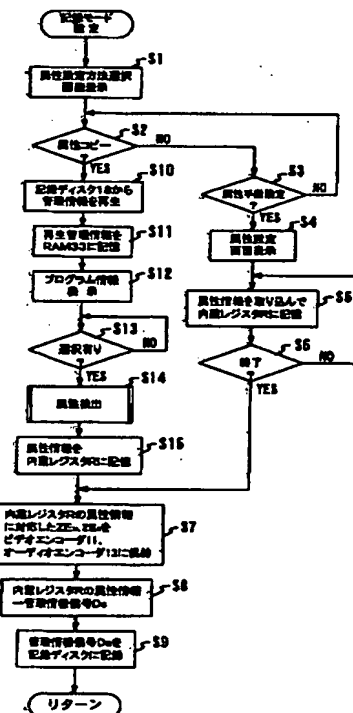 記録モード
設定
S1
属性設定方法選択
画面表示
S2
属性コピー
NO
YES
S10
記録ディスク18から
管理情報を再生
S3
属性手動設定
?
NO
YES
S4
属性設定
画面表示
S11
再生管理情報を
RAM33に記憶
S12
プログラム情報
表示
S5
属性情報を取り込んで
内蔵レジスタRに記憶
S13
選択有り
NO
YES
S6
終了
NO
YES
S14
属性検出
S15
属性情報を
内蔵レジスタRに記憶
S7
内蔵レジスタRの属性情報
に対応した
ビデオエンコーダ11,
オーディオエンコーダ13に供給
S8
内蔵レジスタRの属性情報
→管理情報信号De
S9
管理情報信号Deを
記録ディスクに記録
リターン